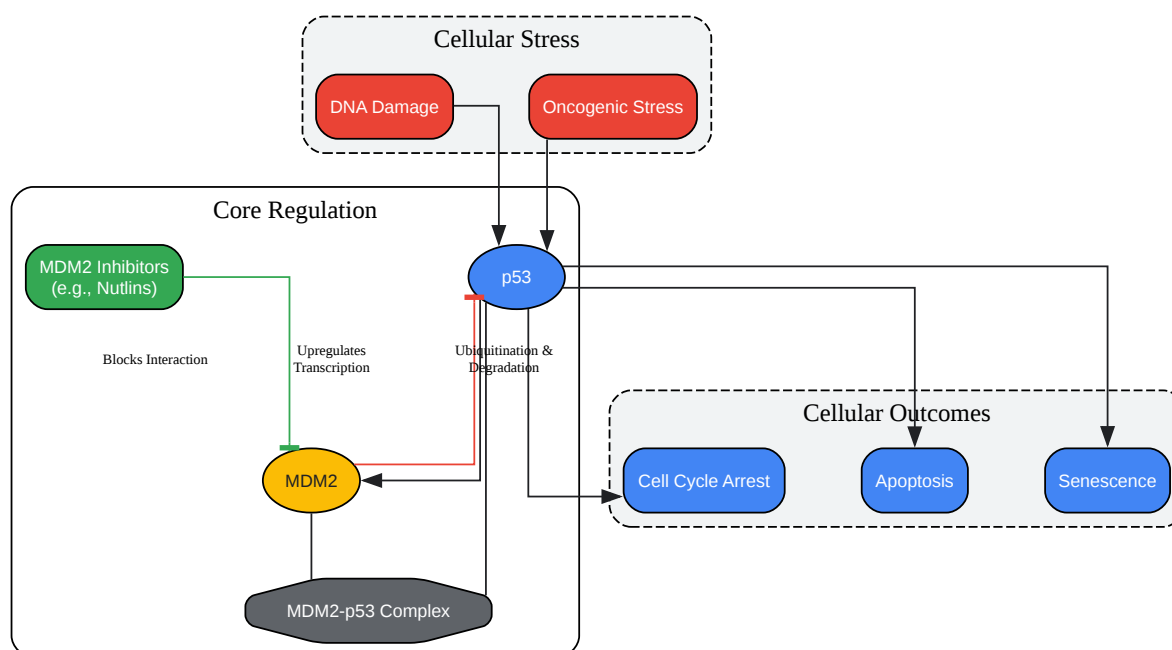 Cellular Stress
DNA Damage
Oncogenic Stress
Core Regulation
MDM2 Inhibitors
(e.g., Nutlins)
p53
Blocks Interaction
Upregulates
Transcription
Ubiquitination &
Degradation
Cellular Outcomes
MDM2
Cell Cycle Arrest
Apoptosis
Senescence
MDM2-p53 Complex